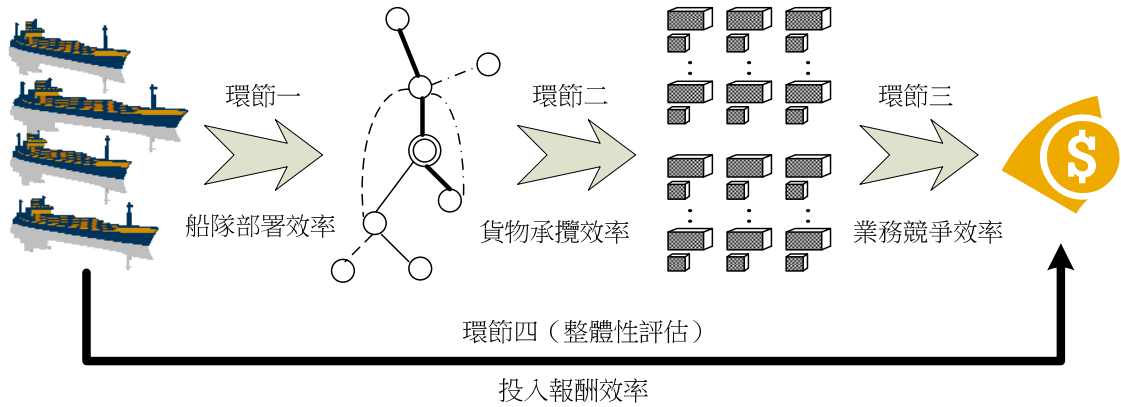 環節一
環節二
環節三
船隊部署效率
貨物承攬效率
業務競爭效率
$
環節四（整體性評估）
投入報酬效率